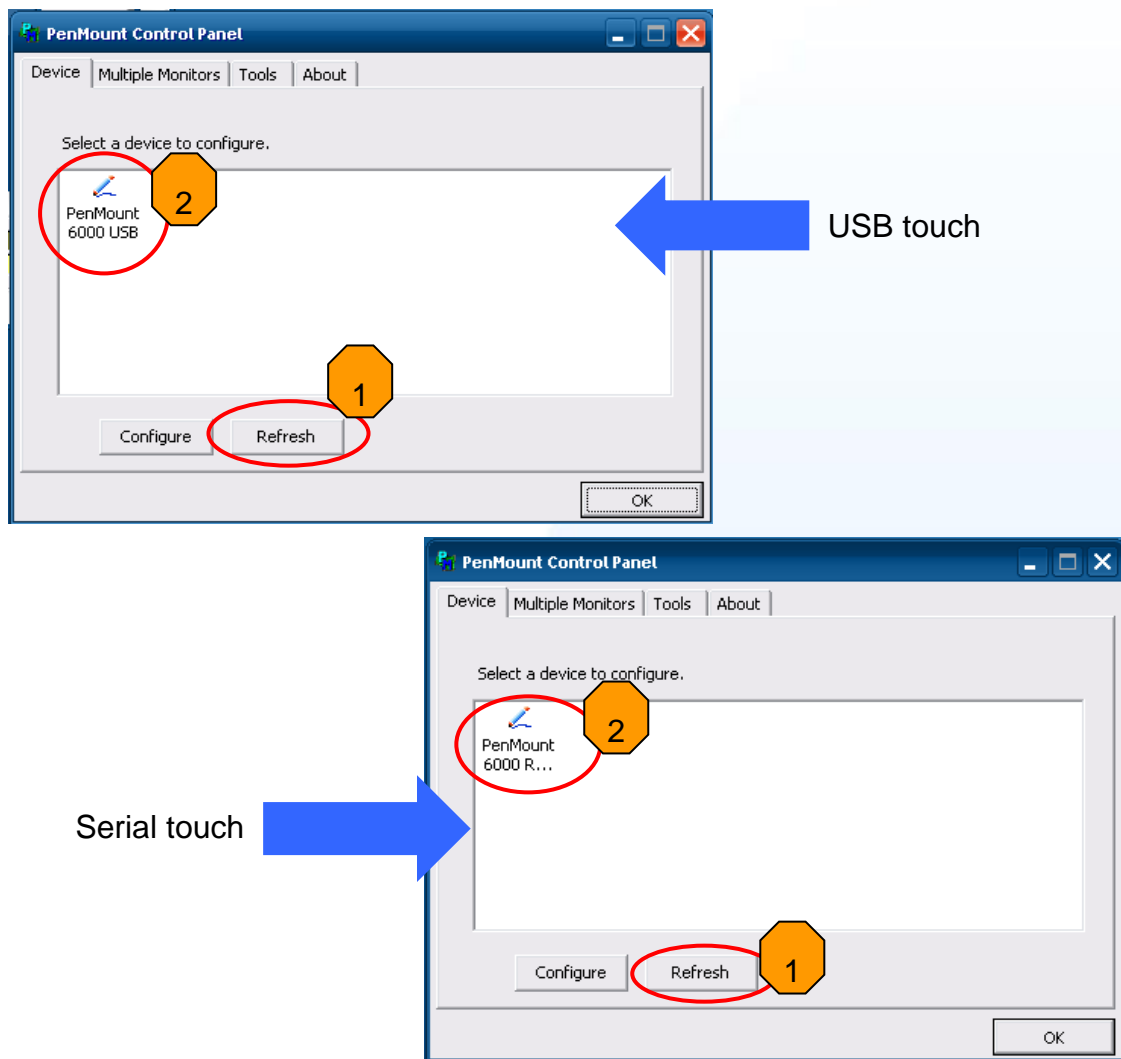 PenMount Control Panel
Device Multiple Monitors Tools About
Select a device to configure.
2
PenMount
6000 USB
USB touch
1
Configure Refresh
OK
PenMount Control Panel
Device Multiple Monitors Tools About
Select a device to configure.
2
PenMount
6000 R...
Serial touch
Configure Refresh 1
OK